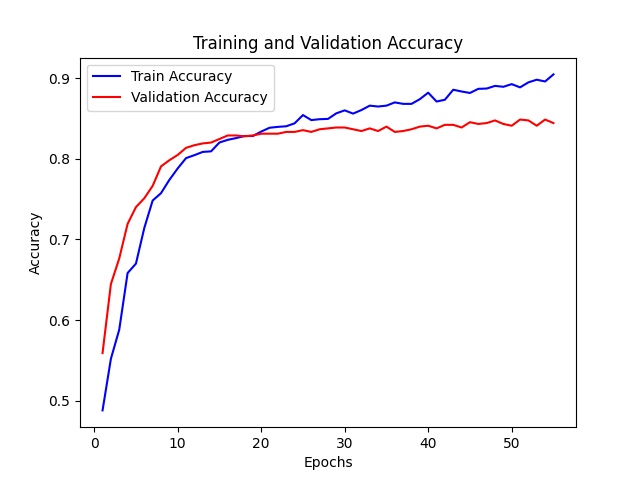 Training and Validation Accuracy
Train Accuracy
Validation Accuracy
0.9
0.8
0.7
0.6
0.5
Accuracy
0
10
20
30
40
50
Epochs